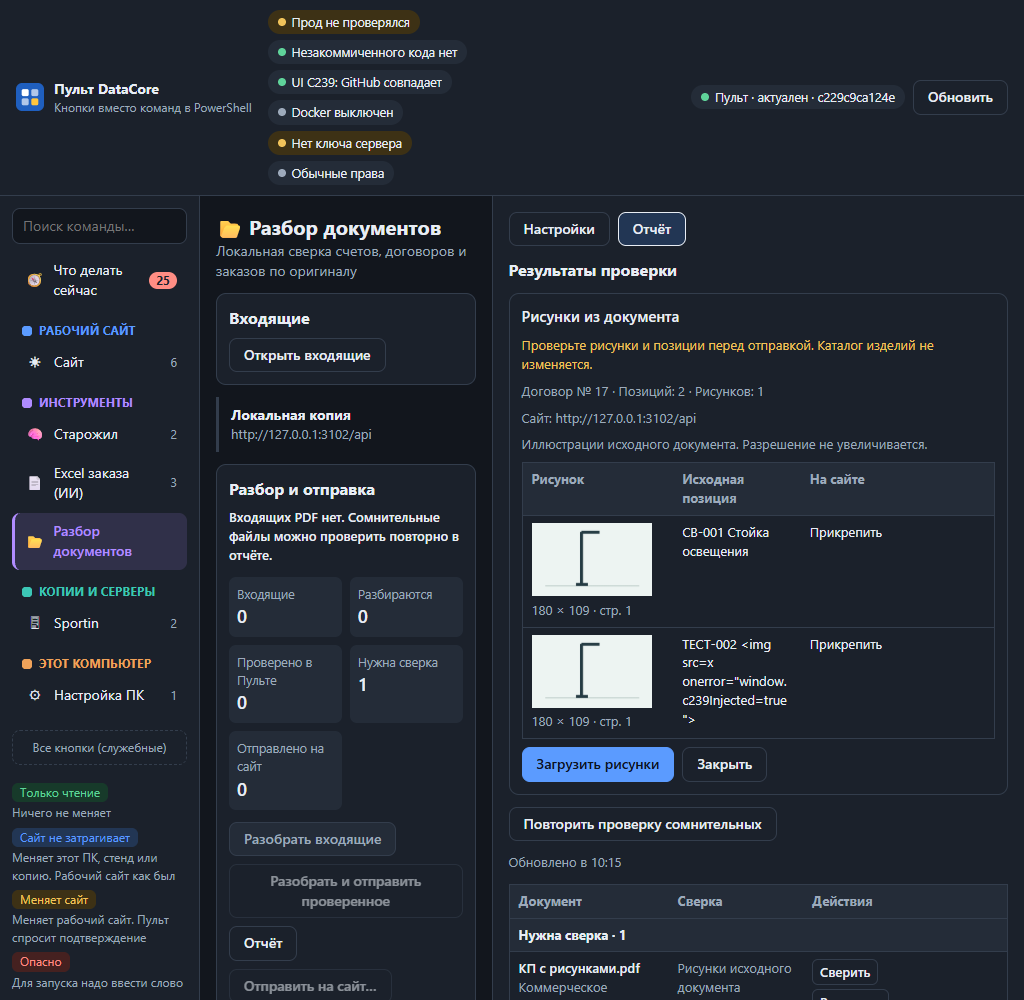 Прод не проверялся
Незакоммиченного кода нет
UI C239: GitHub совпадает
Docker выключен
Нет ключа сервера
Обычные права
Пульт DataCore
Кнопки вместо команд в PowerShell
Пульт · актуален · c229c9ca124e
Обновить
Поиск команды...
Что делать
сейчас
25
РАБОЧИЙ САЙТ
Сайт
6
ИНСТРУМЕНТЫ
Старожил
2
Excel заказа
(ИИ)
3
Разбор
документов
КОПИИ И СЕРВЕРЫ
Sportin
2
ЭТОТ КОМПЬЮТЕР
Настройка ПК
1
Все кнопки (служебные)
Только чтение
Ничего не меняет
Сайт не затрагивает
Меняет этот ПК, стенд или
копию. Рабочий сайт как был
Меняет сайт
Меняет рабочий сайт. Пульт
спросит подтверждение
Опасно
Для запуска надо ввести слово
Разбор документов
Локальная сверка счетов, договоров и
заказов по оригиналу
Входящие
Открыть входящие
Локальная копия
http://127.0.0.1:3102/api
Разбор и отправка
Входящих PDF нет. Сомнительные
файлы можно проверить повторно в
отчёте.
Входящие
0
Разбираются
0
Проверено в
Пульте
0
Нужна сверка
1
Отправлено на
сайт
0
Разобрать входящие
Разобрать и отправить
проверенное
Отчёт
Отправить на сайт...
Настройки
Отчёт
Результаты проверки
Рисунки из документа
Проверьте рисунки и позиции перед отправкой. Каталог изделий не
изменяется.
Договор № 17 · Позиций: 2 · Рисунков: 1
Сайт: http://127.0.0.1:3102/api
Иллюстрации исходного документа. Разрешение не увеличивается.
Рисунок
Исходная
позиция
На сайте
180 × 109 · стр. 1
СВ-001 Стойка
освещения
Прикрепить
180 × 109 · стр. 1
ТЕСТ-002 <img
src=x
onerror="window.
c239Injected=true
">
Прикрепить
Загрузить рисунки
Закрыть
Повторить проверку сомнительных
Обновлено в 10:15
Документ
Сверка
Действия
Нужна сверка · 1
КП с рисунками.pdf
Коммерческое
Рисунки исходного
документа
Сверить